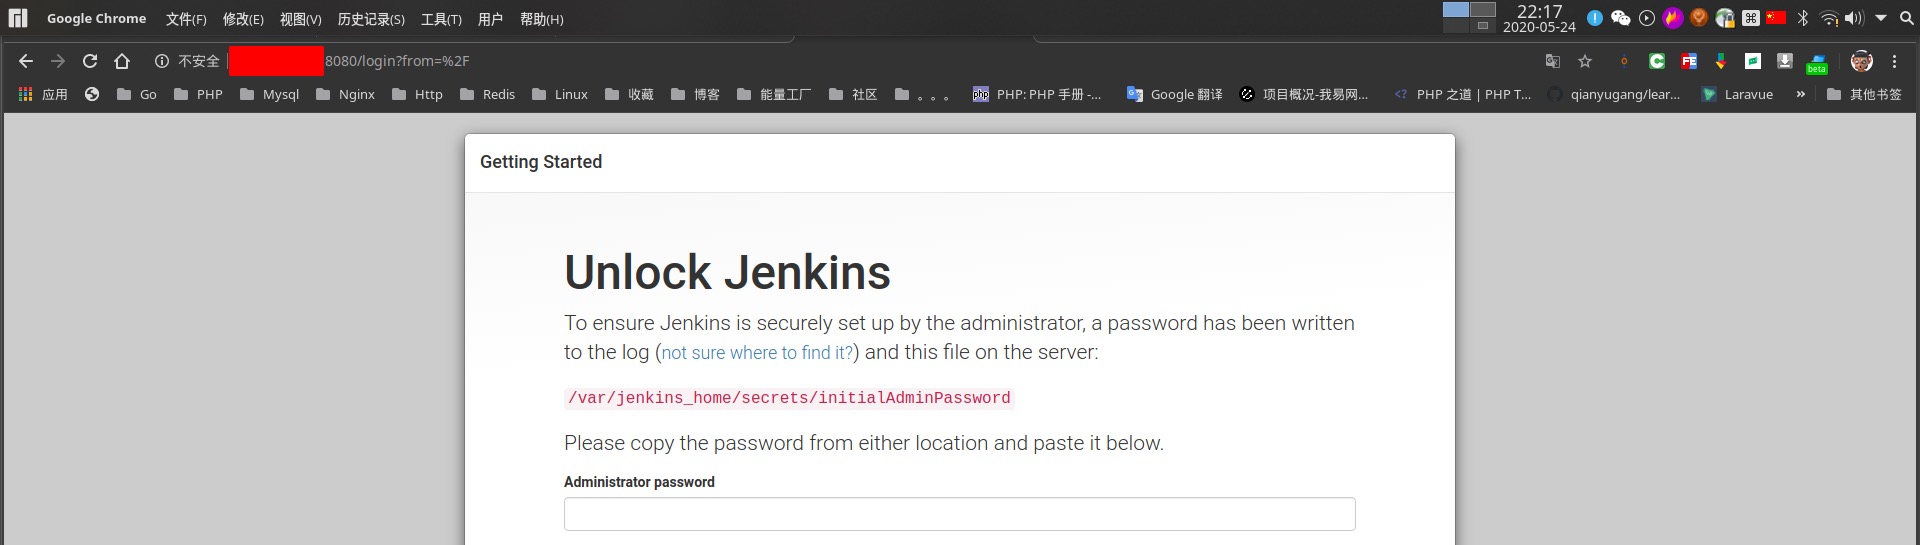 Google Chrome 文件(F) 修改(E) 视图(V) 历史记录(S) 工具(T) 用户 帮助(H) 22:17
2020-05-24
不安全 8080/login?from=%2F
beta
应用 Go PHP Mysql Nginx Http Redis Linux 收藏 博客 能量工厂 社区 。。。 php PHP: PHP 手册 -... Google 翻译 项目概况-我易网... <? PHP 之道 | PHP T... qianyugang/lear... Laravue » 其他书签
Getting Started
Unlock Jenkins
To ensure Jenkins is securely set up by the administrator, a password has been written
to the log (not sure where to find it?) and this file on the server:
/var/jenkins_home/secrets/initialAdminPassword
Please copy the password from either location and paste it below.
Administrator password